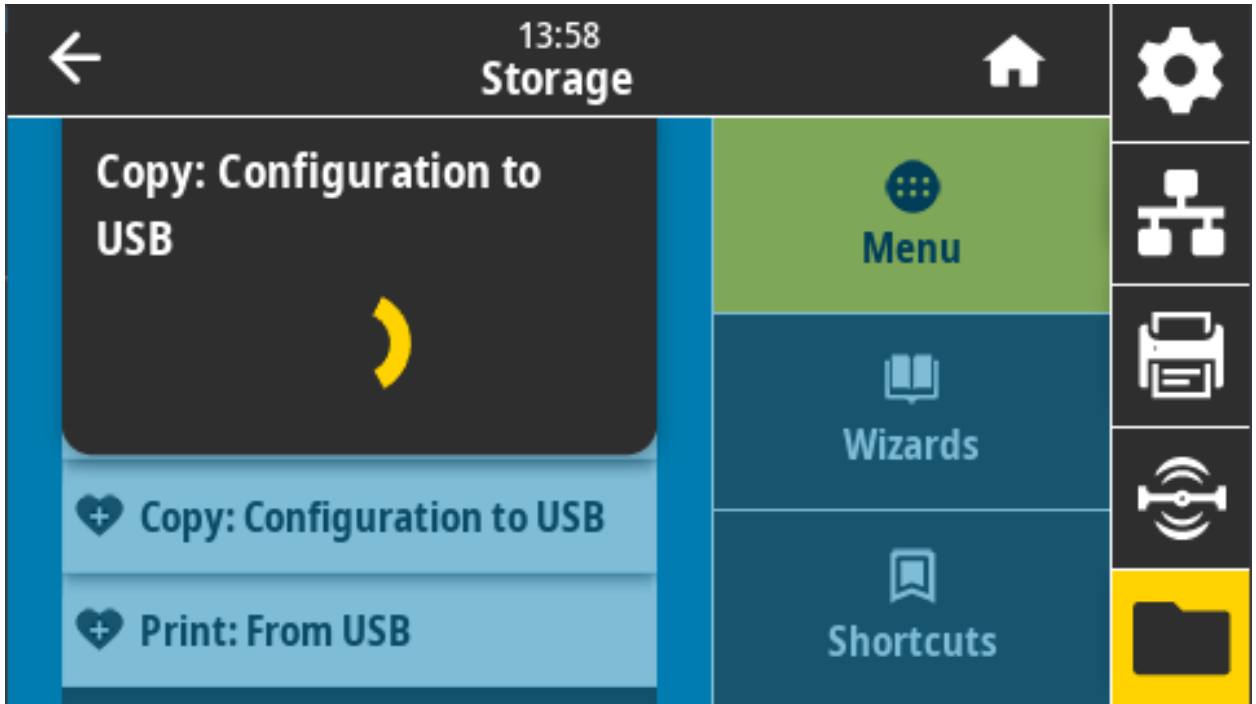 13:58
Storage
Copy: Configuration to
USB
Copy: Configuration to USB
Print: From USB
Menu
Wizards
Shortcuts